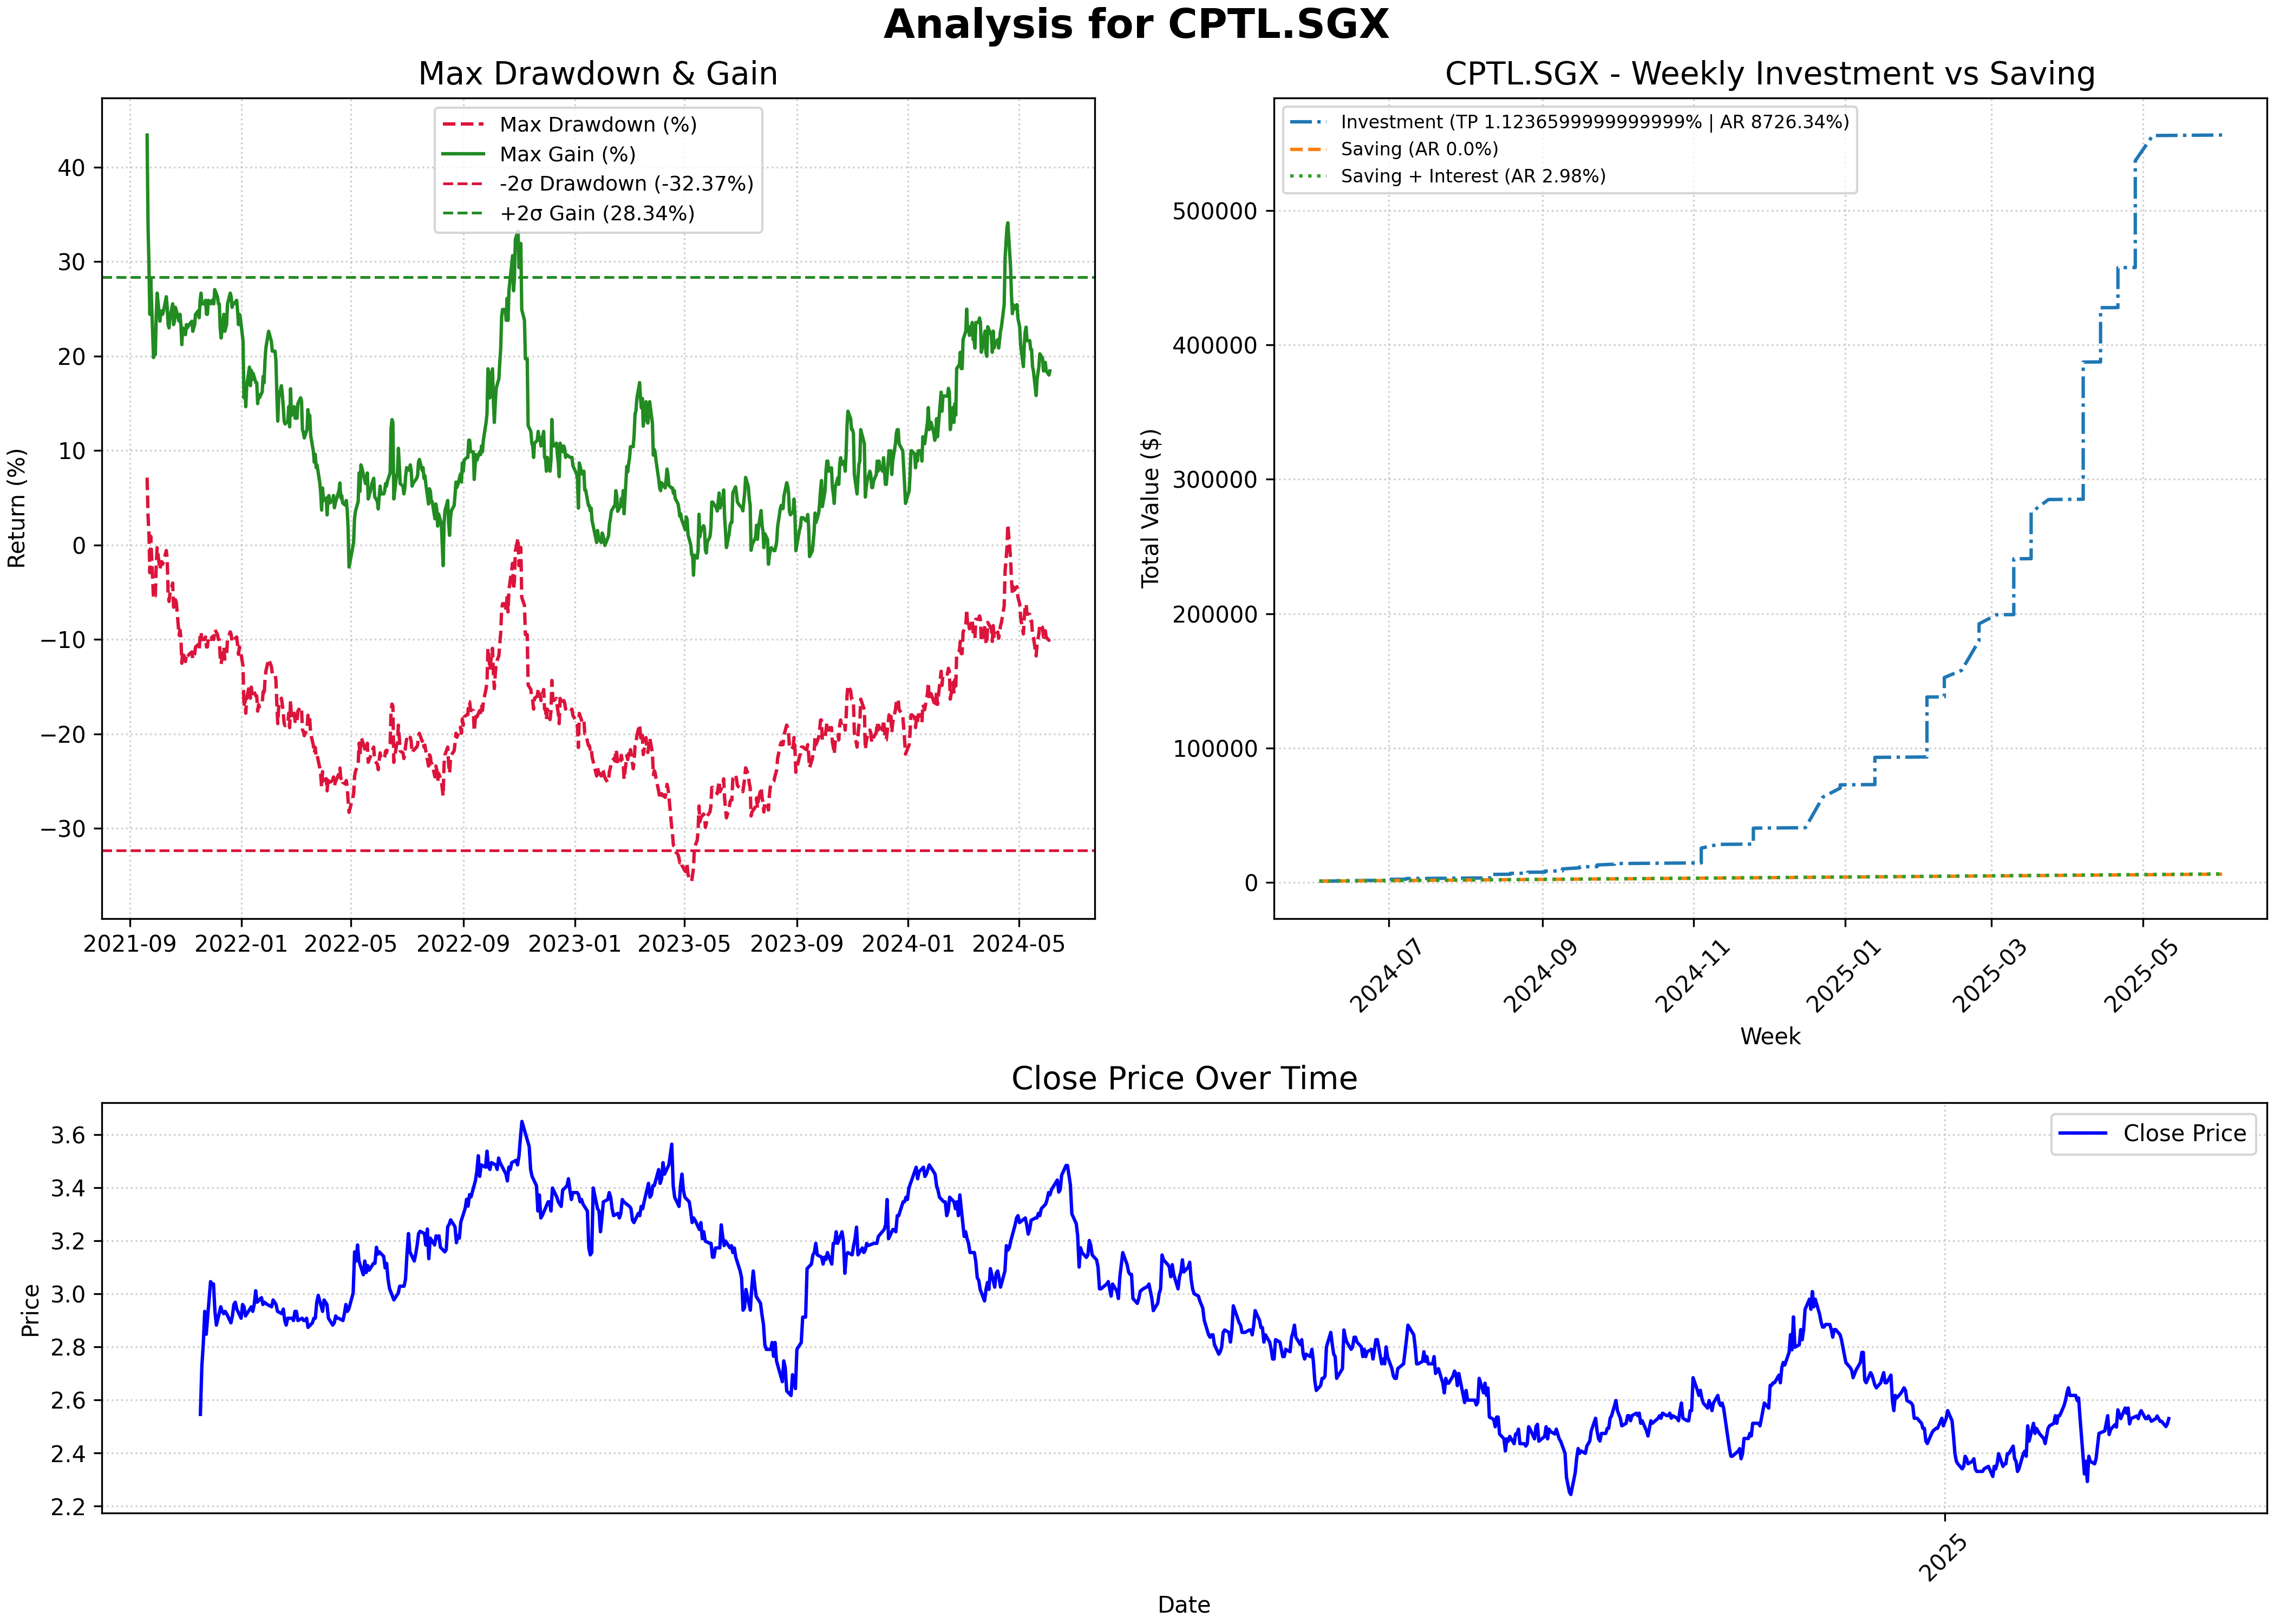 Analysis for CPTL.SGX
Max Drawdown & Gain
Max Drawdown (%)
Max Gain (%)
-2σ Drawdown (-32.37%)
+2σ Gain (28.34%)
Return (%)
40
30
20
10
0
−10
−20
−30
2021-09 2022-01 2022-05 2022-09 2023-01 2023-05 2023-09 2024-01 2024-05
CPTL.SGX - Weekly Investment vs Saving
Investment (TP 1.1236599999999999% | AR 8726.34%)
Saving (AR 0.0%)
Saving + Interest (AR 2.98%)
Total Value ($)
500000
400000
300000
200000
100000
0
2024-07 2024-09 2024-11 2025-01 2025-03 2025-05
Week
Close Price Over Time
Close Price
Price
3.6
3.4
3.2
3.0
2.8
2.6
2.4
2.2
2025
Date